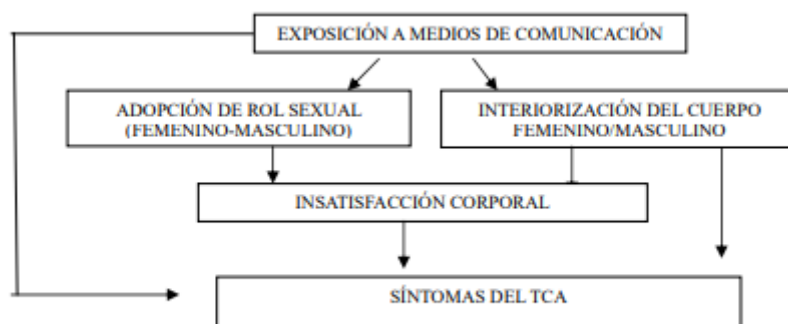 EXPOSICIÓN A MEDIOS DE COMUNICACIÓN
ADOPCIÓN DE ROL SEXUAL
(FEMENINO-MASCULINO)
INTERIORIZACIÓN DEL CUERPO
FEMENINO/MASCULINO
INSATISFACCIÓN CORPORAL
SÍNTOMAS DEL TCA